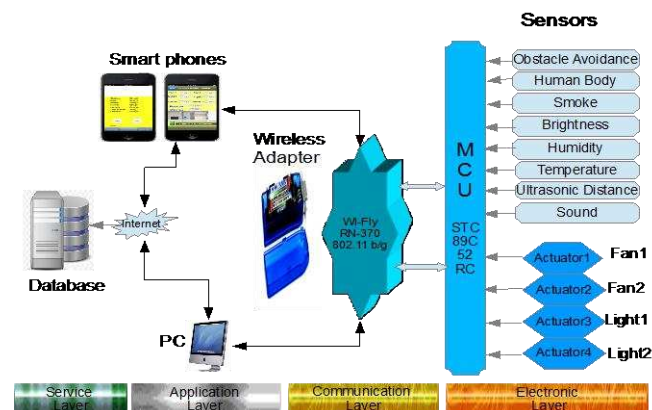 Sensors
Smart phones
Obstacle Avoidance
Human Body
Smoke
Brightness
Humidity
Temperature
Ultrasonic Distance
Sound
Wireless
Adapter
M
C
U
STC
89C
52
RC
Wi-Fly
RN-370
802.11 b/g
Internet
Database
PC
Actuator1
Fan1
Actuator2
Fan2
Actuator3
Light1
Actuator4
Light2
Service
Layer
Application
Layer
Communication
Layer
Electronic
Layer